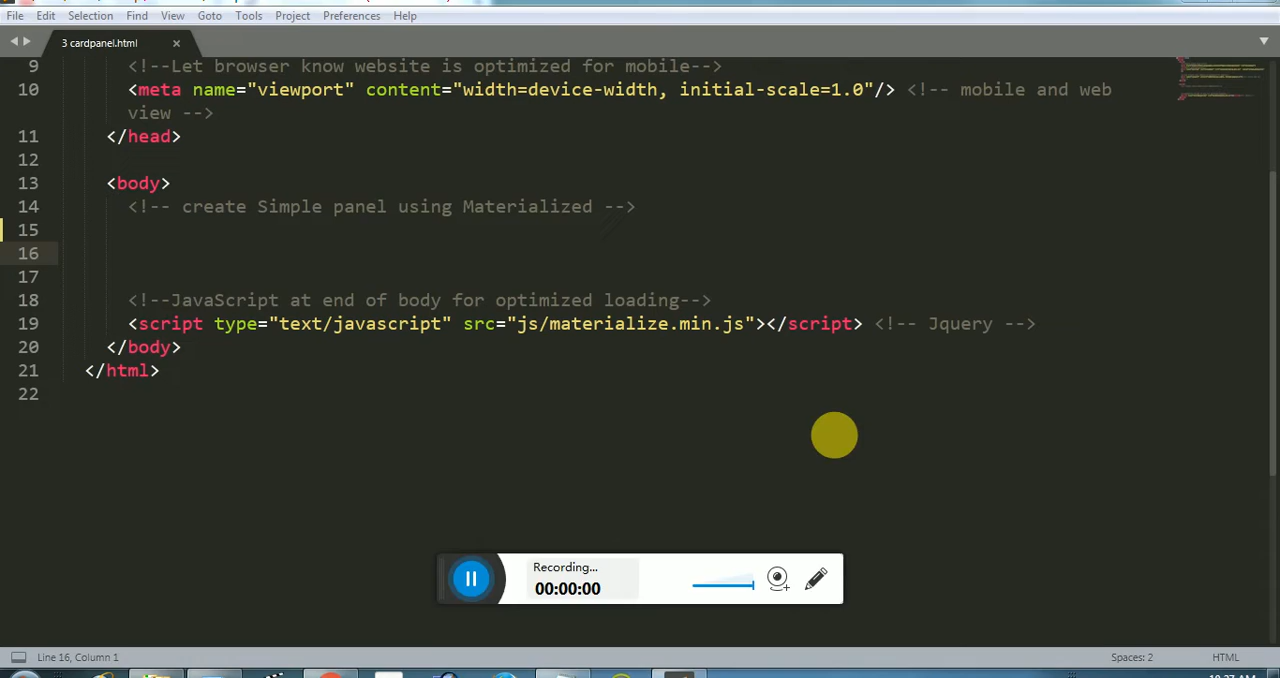 File Edit Selection Find View Goto Tools Project Preferences Help
3 cardpanel.html ×
9 <!--Let browser know website is optimized for mobile-->
10 <meta name="viewport" content="width=device-width, initial-scale=1.0"/> <!-- mobile and web
view -->
11 </head>
12
13 <body>
14 <!-- create Simple panel using Materialized -->
15
16
17
18 <!--JavaScript at end of body for optimized loading-->
19 <script type="text/javascript" src="js/materialize.min.js"></script> <!-- Jquery -->
20 </body>
21 </html>
22
Recording...
00:00:00
Line 16, Column 1 Spaces: 2 HTML